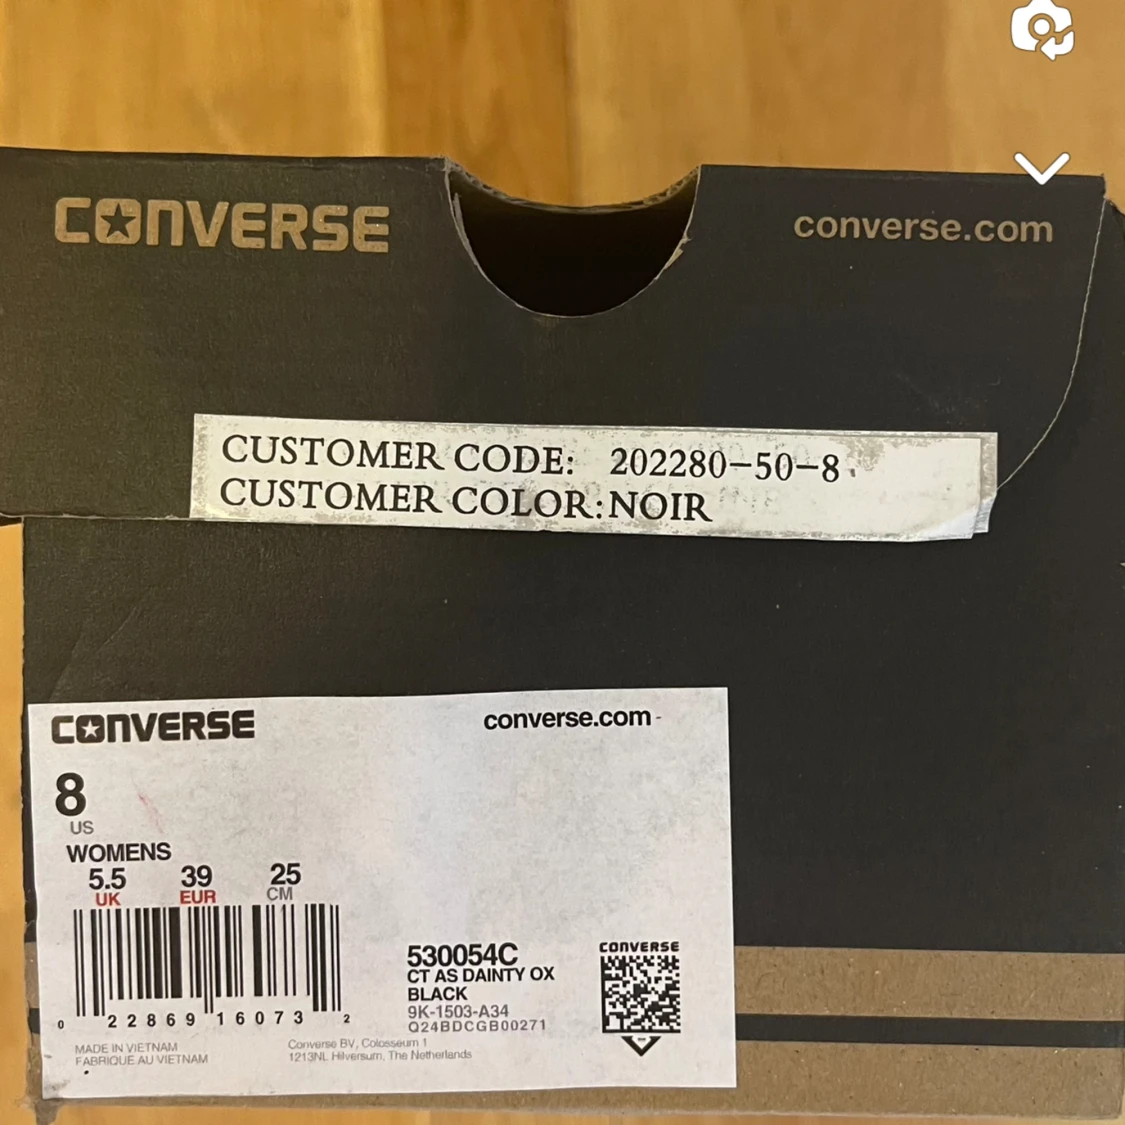 CONVERSE
converse.com
CUSTOMER CODE: 202280-50-8
CUSTOMER COLOR: NOIR
CONVERSE
converse.com
8
US
WOMENS
5.5 39 25
UK EUR CM
0 22869 16073 2
530054C
CT AS DAINTY OX
BLACK
9K-1503-A34
Q24BDCGB00271
CONVERSE
MADE IN VIETNAM
FABRIQUE AU VIETNAM
Converse BV, Colosseum 1
1213NL Hilversum, The Netherlands